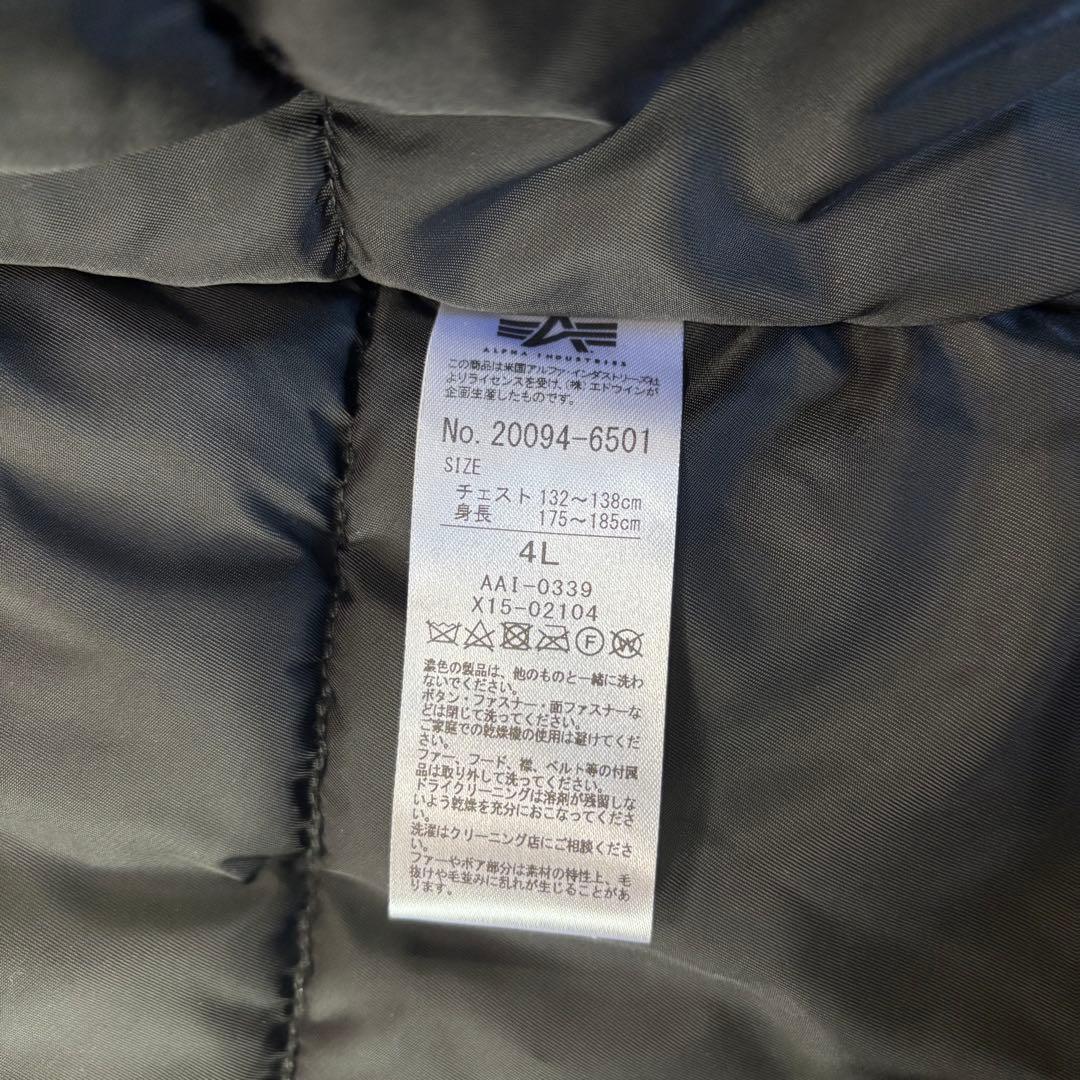 ALPHA INDUSTRIES
この商品は米国アルファ・インダストリーズ社
よりライセンスを受け、(株)エドウインが
企画生産したものです。
No. 20094-6501
SIZE
チェスト 132～138cm
身長 175～185cm
4L
AAI-0339
X15-02104
F W
濃色の製品は、他のものと一緒に洗わ
ないでください。
ボタン・ファスナー・面ファスナーな
どは閉じて洗ってください。
ご家庭での乾燥機の使用は避けてくだ
さい。
ファー、フード、襟、ベルト等の付属
品は取り外して洗ってください。
ドライクリーニングは溶剤が残留しな
いよう乾燥を充分におこなってくださ
い。
洗濯はクリーニング店にご相談くださ
い。
ファーやボア部分は素材の特性上、毛
抜けや毛並みに乱れが生じることがあ
ります。